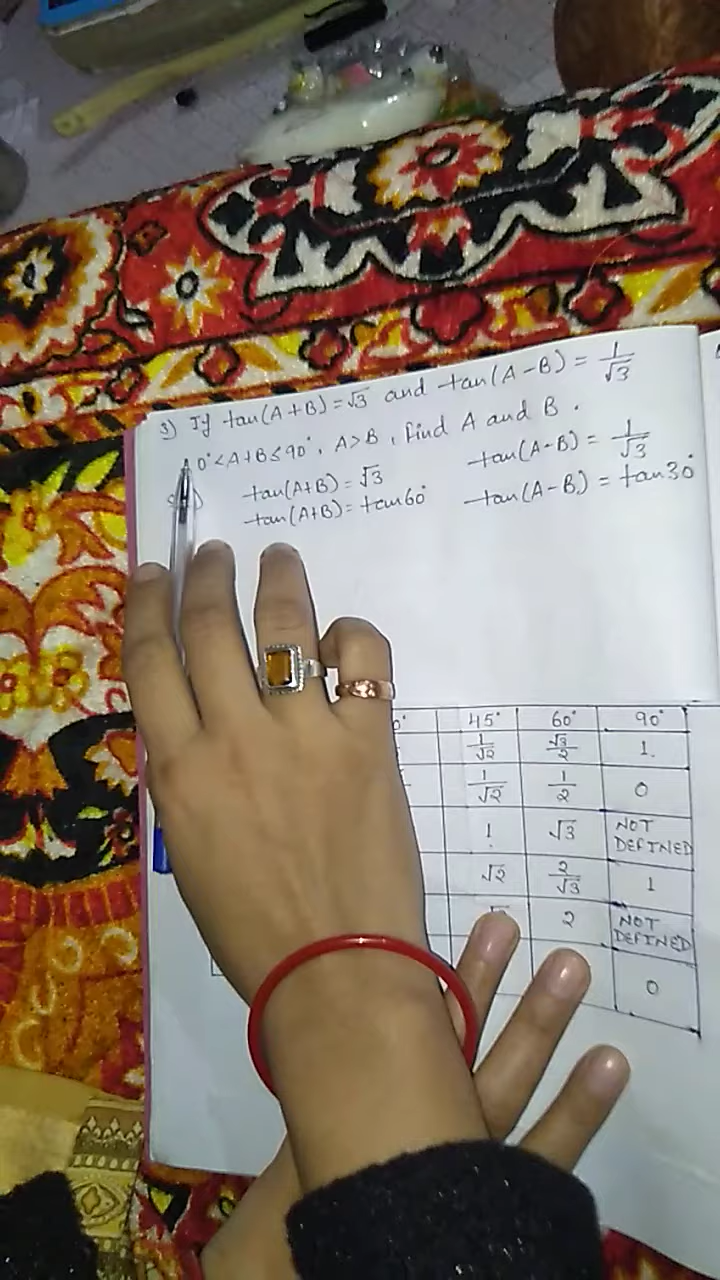 3) If tan(A+B)=√3 and tan(A-B) = 1/√3
0°<A+B≤90°, A>B, find A and B.
tan(A+B) = √3 tan(A-B) = 1/√3
tan(A+B) = tan60° tan(A-B) = tan30°
45° 60° 90°
1/√2 √3/2 1.
1/√2 1/2 0
1 √3 NOT DEFINED
√2 2/√3 1
2 NOT DEFINED
0